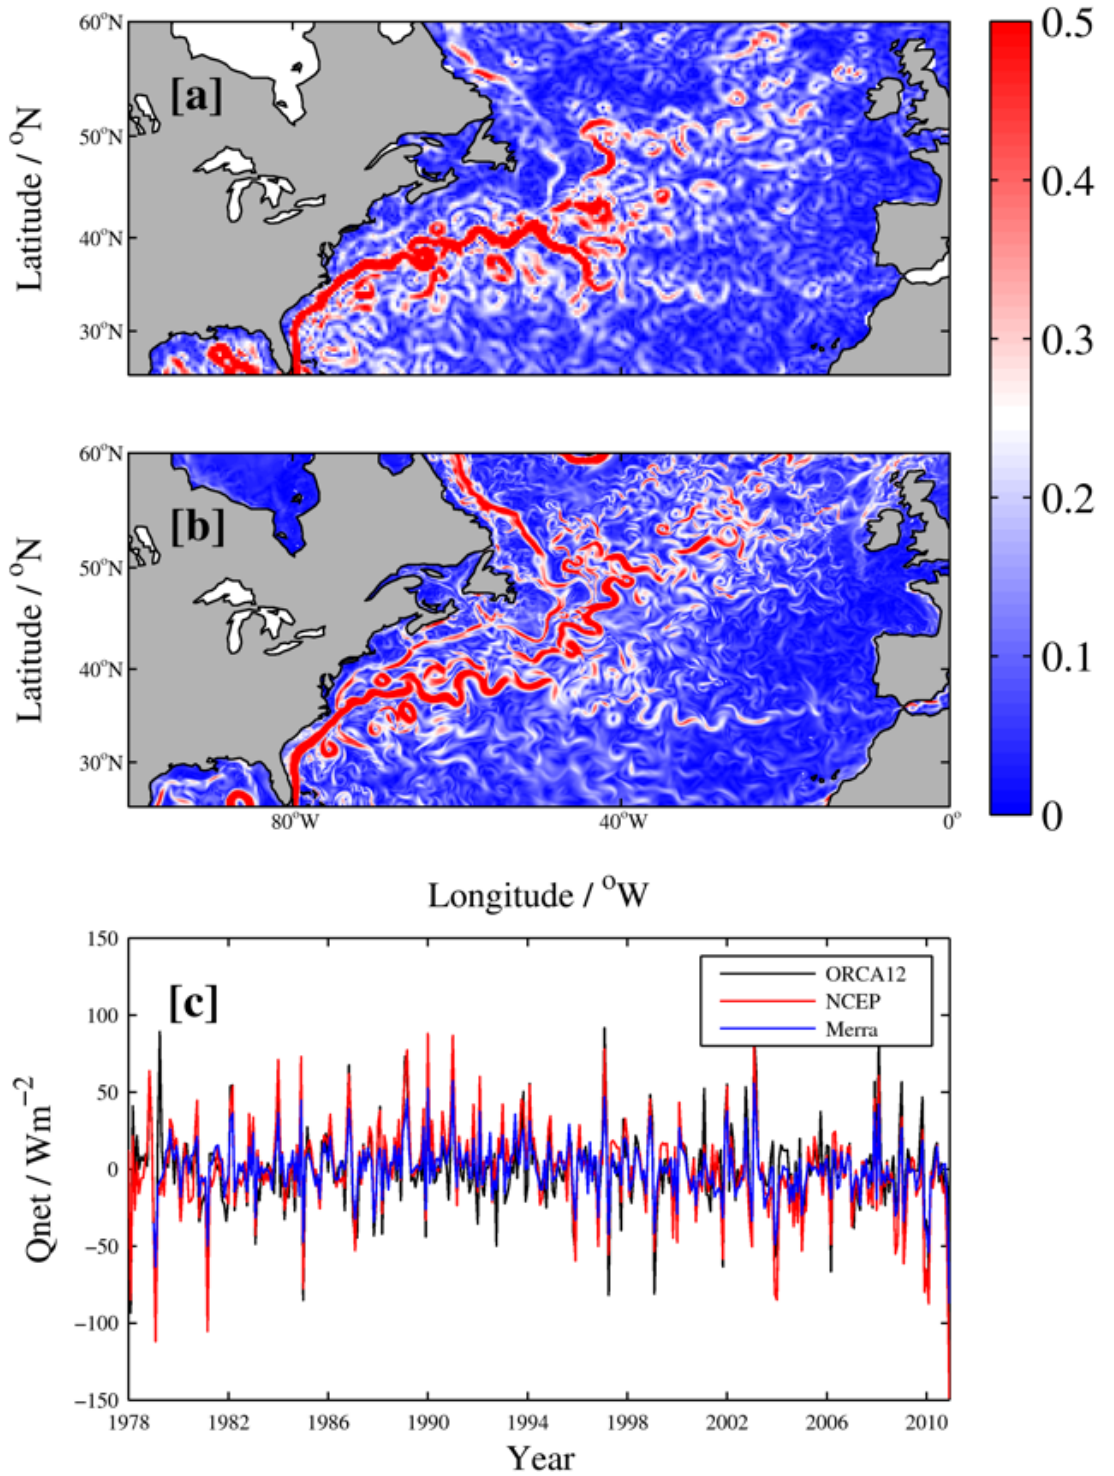 60°N
50°N
40°N
30°N
Latitude / °N
[a]
0.5
0.4
0.3
0.2
0.1
0
60°N
50°N
40°N
30°N
Latitude / °N
[b]
80°W
40°W
0°
Longitude / °W
150
100
50
0
−50
−100
−150
Qnet / Wm⁻²
[c]
ORCA12
NCEP
Merra
1978
1982
1986
1990
1994
1998
2002
2006
2010
Year